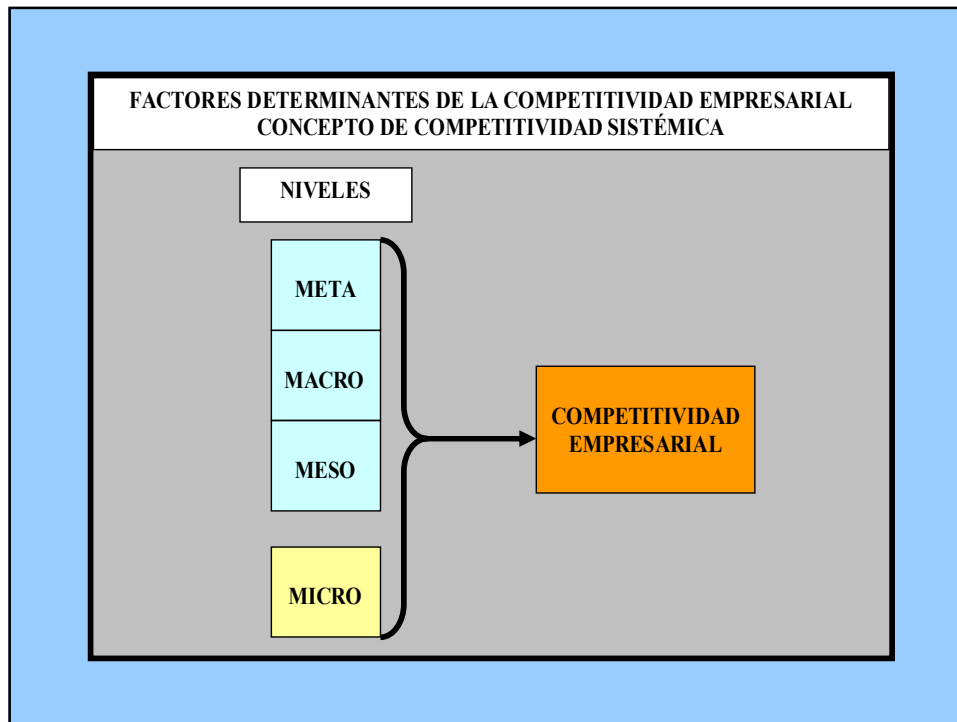 FACTORES DETERMINANTES DE LA COMPETITIVIDAD EMPRESARIAL
CONCEPTO DE COMPETITIVIDAD SISTÉMICA
NIVELES
META
MACRO
MESO
MICRO
COMPETITIVIDAD
EMPRESARIAL